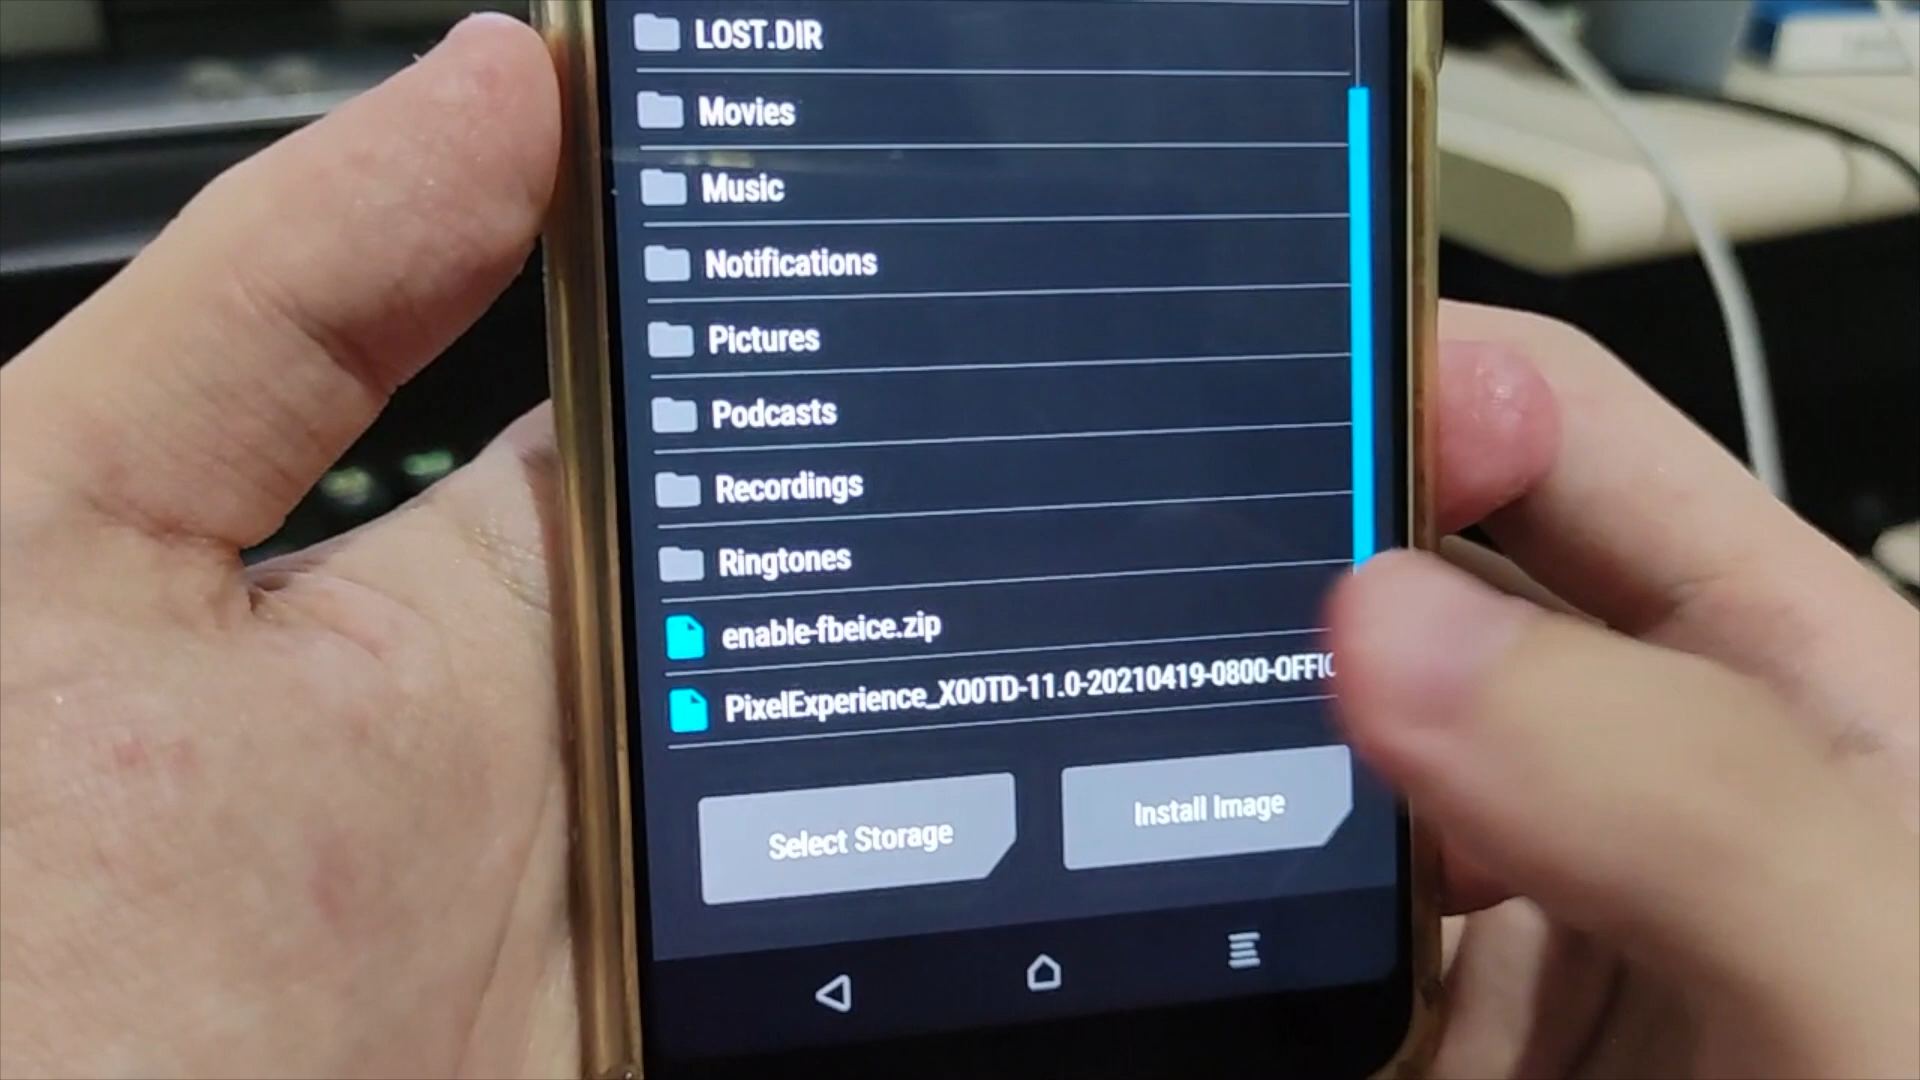 LOST.DIR
Movies
Music
Notifications
Pictures
Podcasts
Recordings
Ringtones
enable-fbeice.zip
PixelExperience_X00TD-11.0-20210419-0800-OFFIC
Select Storage
Install Image